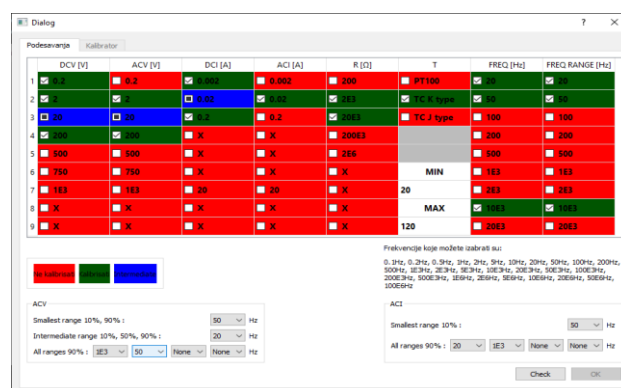 Dialog ? ×
Podesavanja Kalibrator
DCV [V] ACV [V] DCI [A] ACI [A] R [Ω] T FREQ [Hz] FREQ RANGE [Hz]
1 0.2 0.2 0.002 0.002 200 PT100 20 20
2 2 2 0.02 0.02 2E3 TC K type 50 50
3 20 20 0.2 0.2 20E3 TC J type 100 100
4 200 200 X X 200E3 200 200
5 500 500 X X 2E6 500 500
6 750 750 X X X MIN 1E3 1E3
7 1E3 1E3 20 20 X 20 2E3 2E3
8 X X X X X MAX 10E3 10E3
9 X X X X X 120 20E3 20E3
Frekvencije koje možete izabrati su:
0.1Hz, 0.2Hz, 0.5Hz, 1Hz, 2Hz, 5Hz, 10Hz, 20Hz, 50Hz, 100Hz, 200Hz,
500Hz, 1E3Hz, 2E3Hz, 5E3Hz, 10E3Hz, 20E3Hz, 50E3Hz, 100E3Hz,
200E3Hz, 500E3Hz, 1E6Hz, 2E6Hz, 5E6Hz, 10E6Hz, 20E6Hz, 50E6Hz,
100E6Hz
Ne kalibrisati
ACV
Smallest range 10%, 90% : 50 Hz
Intermediate range 10%, 50%, 90% : 20 Hz
All ranges 90% : 1E3 50 None None Hz
ACI
Smallest range 10% : 50 Hz
All ranges 90% : 20 1E3 None None Hz
Check OK